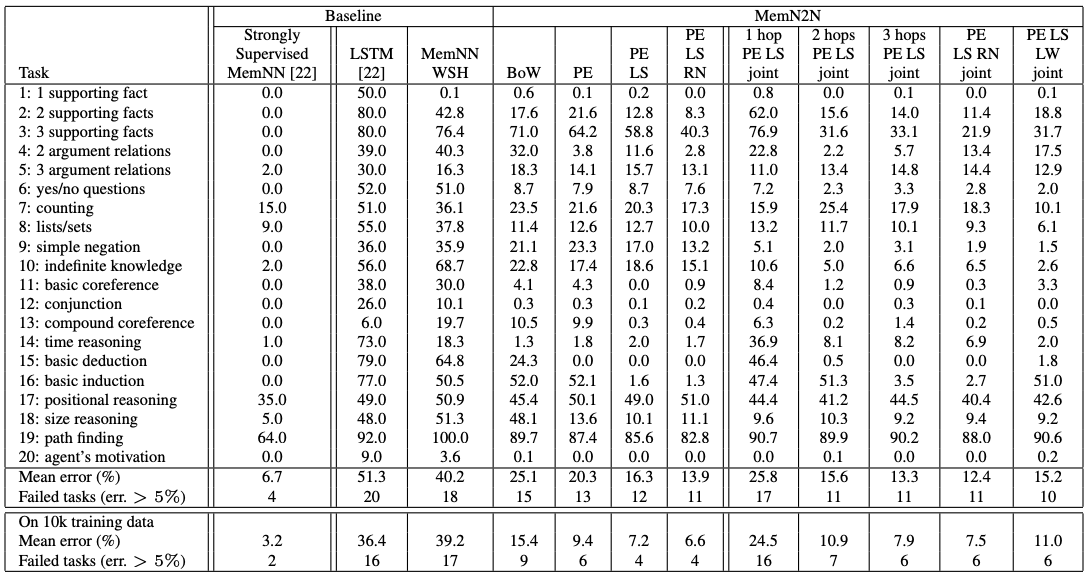 Baseline MemN2N
Strongly PE 1 hop 2 hops 3 hops PE PE LS
Supervised LSTM MemNN PE LS PE LS PE LS PE LS LS RN LW
Task MemNN [22] [22] WSH BoW PE LS RN joint joint joint joint joint
1: 1 supporting fact 0.0 50.0 0.1 0.6 0.1 0.2 0.0 0.8 0.0 0.1 0.0 0.1
2: 2 supporting facts 0.0 80.0 42.8 17.6 21.6 12.8 8.3 62.0 15.6 14.0 11.4 18.8
3: 3 supporting facts 0.0 80.0 76.4 71.0 64.2 58.8 40.3 76.9 31.6 33.1 21.9 31.7
4: 2 argument relations 0.0 39.0 40.3 32.0 3.8 11.6 2.8 22.8 2.2 5.7 13.4 17.5
5: 3 argument relations 2.0 30.0 16.3 18.3 14.1 15.7 13.1 11.0 13.4 14.8 14.4 12.9
6: yes/no questions 0.0 52.0 51.0 8.7 7.9 8.7 7.6 7.2 2.3 3.3 2.8 2.0
7: counting 15.0 51.0 36.1 23.5 21.6 20.3 17.3 15.9 25.4 17.9 18.3 10.1
8: lists/sets 9.0 55.0 37.8 11.4 12.6 12.7 10.0 13.2 11.7 10.1 9.3 6.1
9: simple negation 0.0 36.0 35.9 21.1 23.3 17.0 13.2 5.1 2.0 3.1 1.9 1.5
10: indefinite knowledge 2.0 56.0 68.7 22.8 17.4 18.6 15.1 10.6 5.0 6.6 6.5 2.6
11: basic coreference 0.0 38.0 30.0 4.1 4.3 0.0 0.9 8.4 1.2 0.9 0.3 3.3
12: conjunction 0.0 26.0 10.1 0.3 0.3 0.1 0.2 0.4 0.0 0.3 0.1 0.0
13: compound coreference 0.0 6.0 19.7 10.5 9.9 0.3 0.4 6.3 0.2 1.4 0.2 0.5
14: time reasoning 1.0 73.0 18.3 1.3 1.8 2.0 1.7 36.9 8.1 8.2 6.9 2.0
15: basic deduction 0.0 79.0 64.8 24.3 0.0 0.0 0.0 46.4 0.5 0.0 0.0 1.8
16: basic induction 0.0 77.0 50.5 52.0 52.1 1.6 1.3 47.4 51.3 3.5 2.7 51.0
17: positional reasoning 35.0 49.0 50.9 45.4 50.1 49.0 51.0 44.4 41.2 44.5 40.4 42.6
18: size reasoning 5.0 48.0 51.3 48.1 13.6 10.1 11.1 9.6 10.3 9.2 9.4 9.2
19: path finding 64.0 92.0 100.0 89.7 87.4 85.6 82.8 90.7 89.9 90.2 88.0 90.6
20: agent's motivation 0.0 9.0 3.6 0.1 0.0 0.0 0.0 0.0 0.1 0.0 0.0 0.2
Mean error (%) 6.7 51.3 40.2 25.1 20.3 16.3 13.9 25.8 15.6 13.3 12.4 15.2
Failed tasks (err. > 5%) 4 20 18 15 13 12 11 17 11 11 11 10
On 10k training data
Mean error (%) 3.2 36.4 39.2 15.4 9.4 7.2 6.6 24.5 10.9 7.9 7.5 11.0
Failed tasks (err. > 5%) 2 16 17 9 6 4 4 16 7 6 6 6